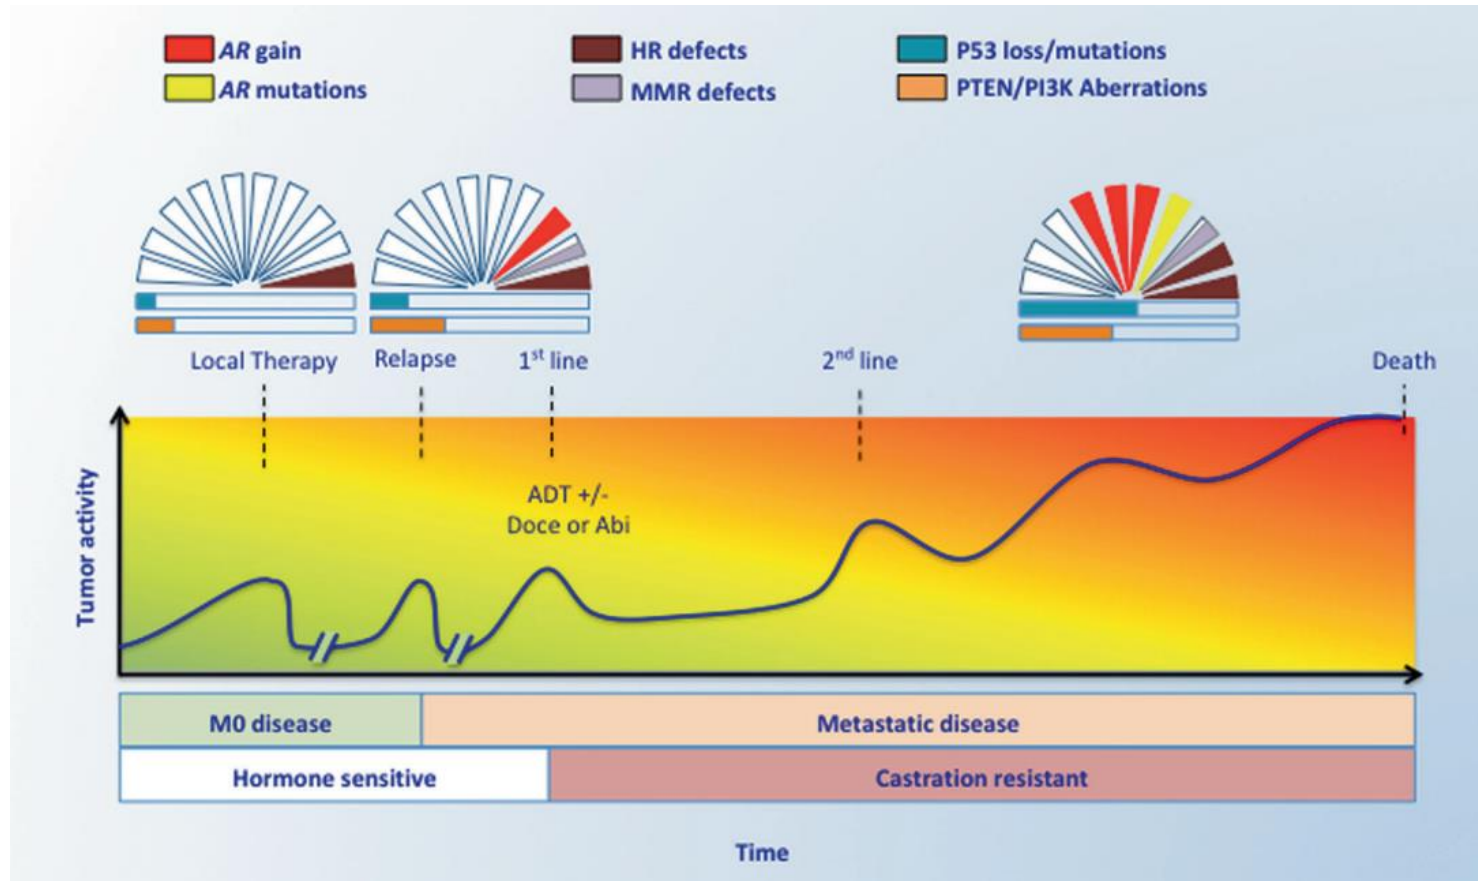 AR gain
HR defects
P53 loss/mutations
AR mutations
MMR defects
PTEN/PI3K Aberrations
Local Therapy
Relapse
1st line
2nd line
Death
Tumor activity
ADT +/-
Doce or Abi
M0 disease
Metastatic disease
Hormone sensitive
Castration resistant
Time